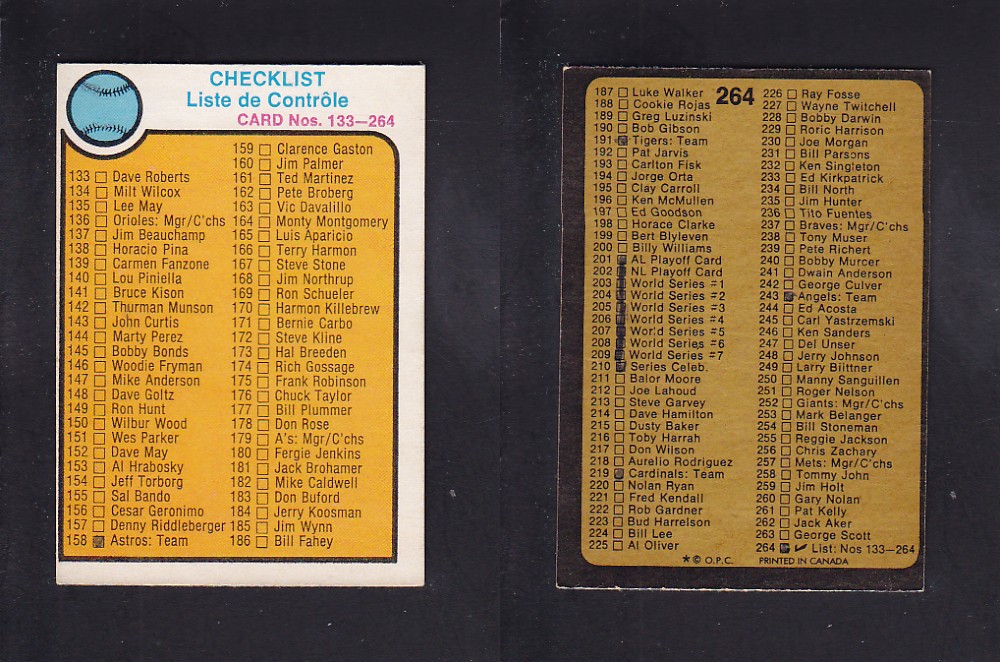 CHECKLIST
Liste de Contrôle
CARD Nos. 133—264
133 Dave Roberts
134 Milt Wilcox
135 Lee May
136 Orioles: Mgr/C'chs
137 Jim Beauchamp
138 Horacio Pina
139 Carmen Fanzone
140 Lou Piniella
141 Bruce Kison
142 Thurman Munson
143 John Curtis
144 Marty Perez
145 Bobby Bonds
146 Woodie Fryman
147 Mike Anderson
148 Dave Goltz
149 Ron Hunt
150 Wilbur Wood
151 Wes Parker
152 Dave May
153 Al Hrabosky
154 Jeff Torborg
155 Sal Bando
156 Cesar Geronimo
157 Denny Riddleberger
158 Astros: Team
159 Clarence Gaston
160 Jim Palmer
161 Ted Martinez
162 Pete Broberg
163 Vic Davalillo
164 Monty Montgomery
165 Luis Aparicio
166 Terry Harmon
167 Steve Stone
168 Jim Northrup
169 Ron Schueler
170 Harmon Killebrew
171 Bernie Carbo
172 Steve Kline
173 Hal Breeden
174 Rich Gossage
175 Frank Robinson
176 Chuck Taylor
177 Bill Plummer
178 Don Rose
179 A's: Mgr/C'chs
180 Fergie Jenkins
181 Jack Brohamer
182 Mike Caldwell
183 Don Buford
184 Jerry Koosman
185 Jim Wynn
186 Bill Fahey
264
187 Luke Walker
188 Cookie Rojas
189 Greg Luzinski
190 Bob Gibson
191 Tigers: Team
192 Pat Jarvis
193 Carlton Fisk
194 Jorge Orta
195 Clay Carroll
196 Ken McMullen
197 Ed Goodson
198 Horace Clarke
199 Bert Blyleven
200 Billy Williams
201 AL Playoff Card
202 NL Playoff Card
203 World Series #1
204 World Series #2
205 World Series #3
206 World Series #4
207 World Series #5
208 World Series #6
209 World Series #7
210 Series Celeb.
211 Balor Moore
212 Joe Lahoud
213 Steve Garvey
214 Dave Hamilton
215 Dusty Baker
216 Toby Harrah
217 Don Wilson
218 Aurelio Rodriguez
219 Cardinals: Team
220 Nolan Ryan
221 Fred Kendall
222 Rob Gardner
223 Bud Harrelson
224 Bill Lee
225 Al Oliver
226 Ray Fosse
227 Wayne Twitchell
228 Bobby Darwin
229 Roric Harrison
230 Joe Morgan
231 Bill Parsons
232 Ken Singleton
233 Ed Kirkpatrick
234 Bill North
235 Jim Hunter
236 Tito Fuentes
237 Braves: Mgr/C'chs
238 Tony Muser
239 Pete Richert
240 Bobby Murcer
241 Dwain Anderson
242 George Culver
243 Angels: Team
244 Ed Acosta
245 Carl Yastrzemski
246 Ken Sanders
247 Del Unser
248 Jerry Johnson
249 Larry Biittner
250 Manny Sanguillen
251 Roger Nelson
252 Giants: Mgr/C'chs
253 Mark Belanger
254 Bill Stoneman
255 Reggie Jackson
256 Chris Zachary
257 Mets: Mgr/C'chs
258 Tommy John
259 Jim Holt
260 Gary Nolan
261 Pat Kelly
262 Jack Aker
263 George Scott
264 ✓ List: Nos 133—264
* © O.P.C. PRINTED IN CANADA